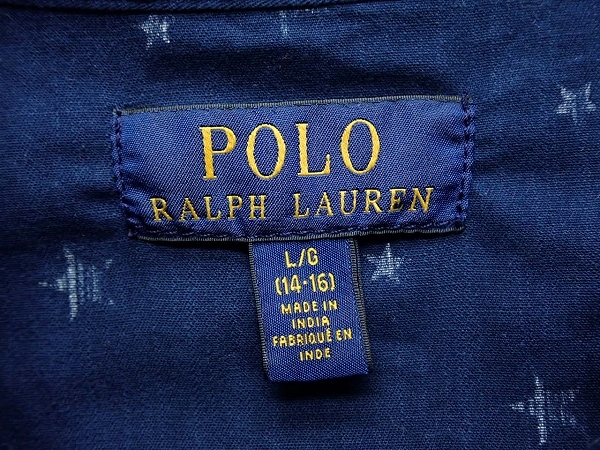 POLO
RALPH LAUREN
L/G
(14-16)
MADE IN
INDIA
FABRIQUÉ EN
INDE